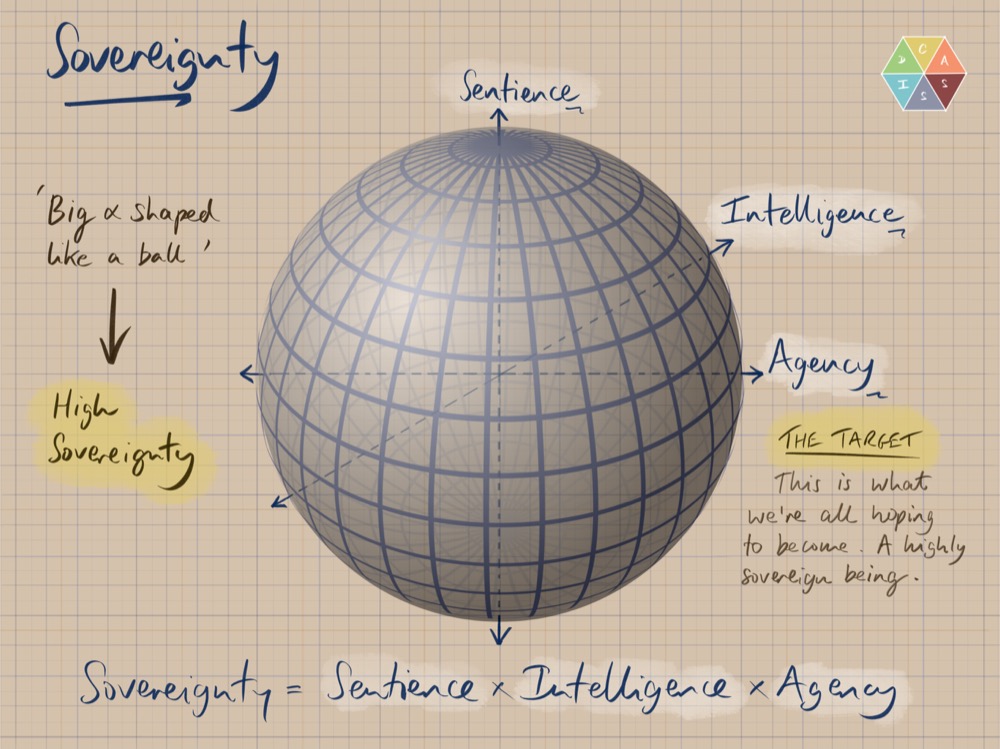 Sovereignty
D
C
A
I
S
S
Sentience
'Big & shaped
like a ball'
Intelligence
Agency
High
Sovereignty
THE TARGET
This is what
we're all hoping
to become. A highly
sovereign being.
Sovereignty = Sentience × Intelligence × Agency